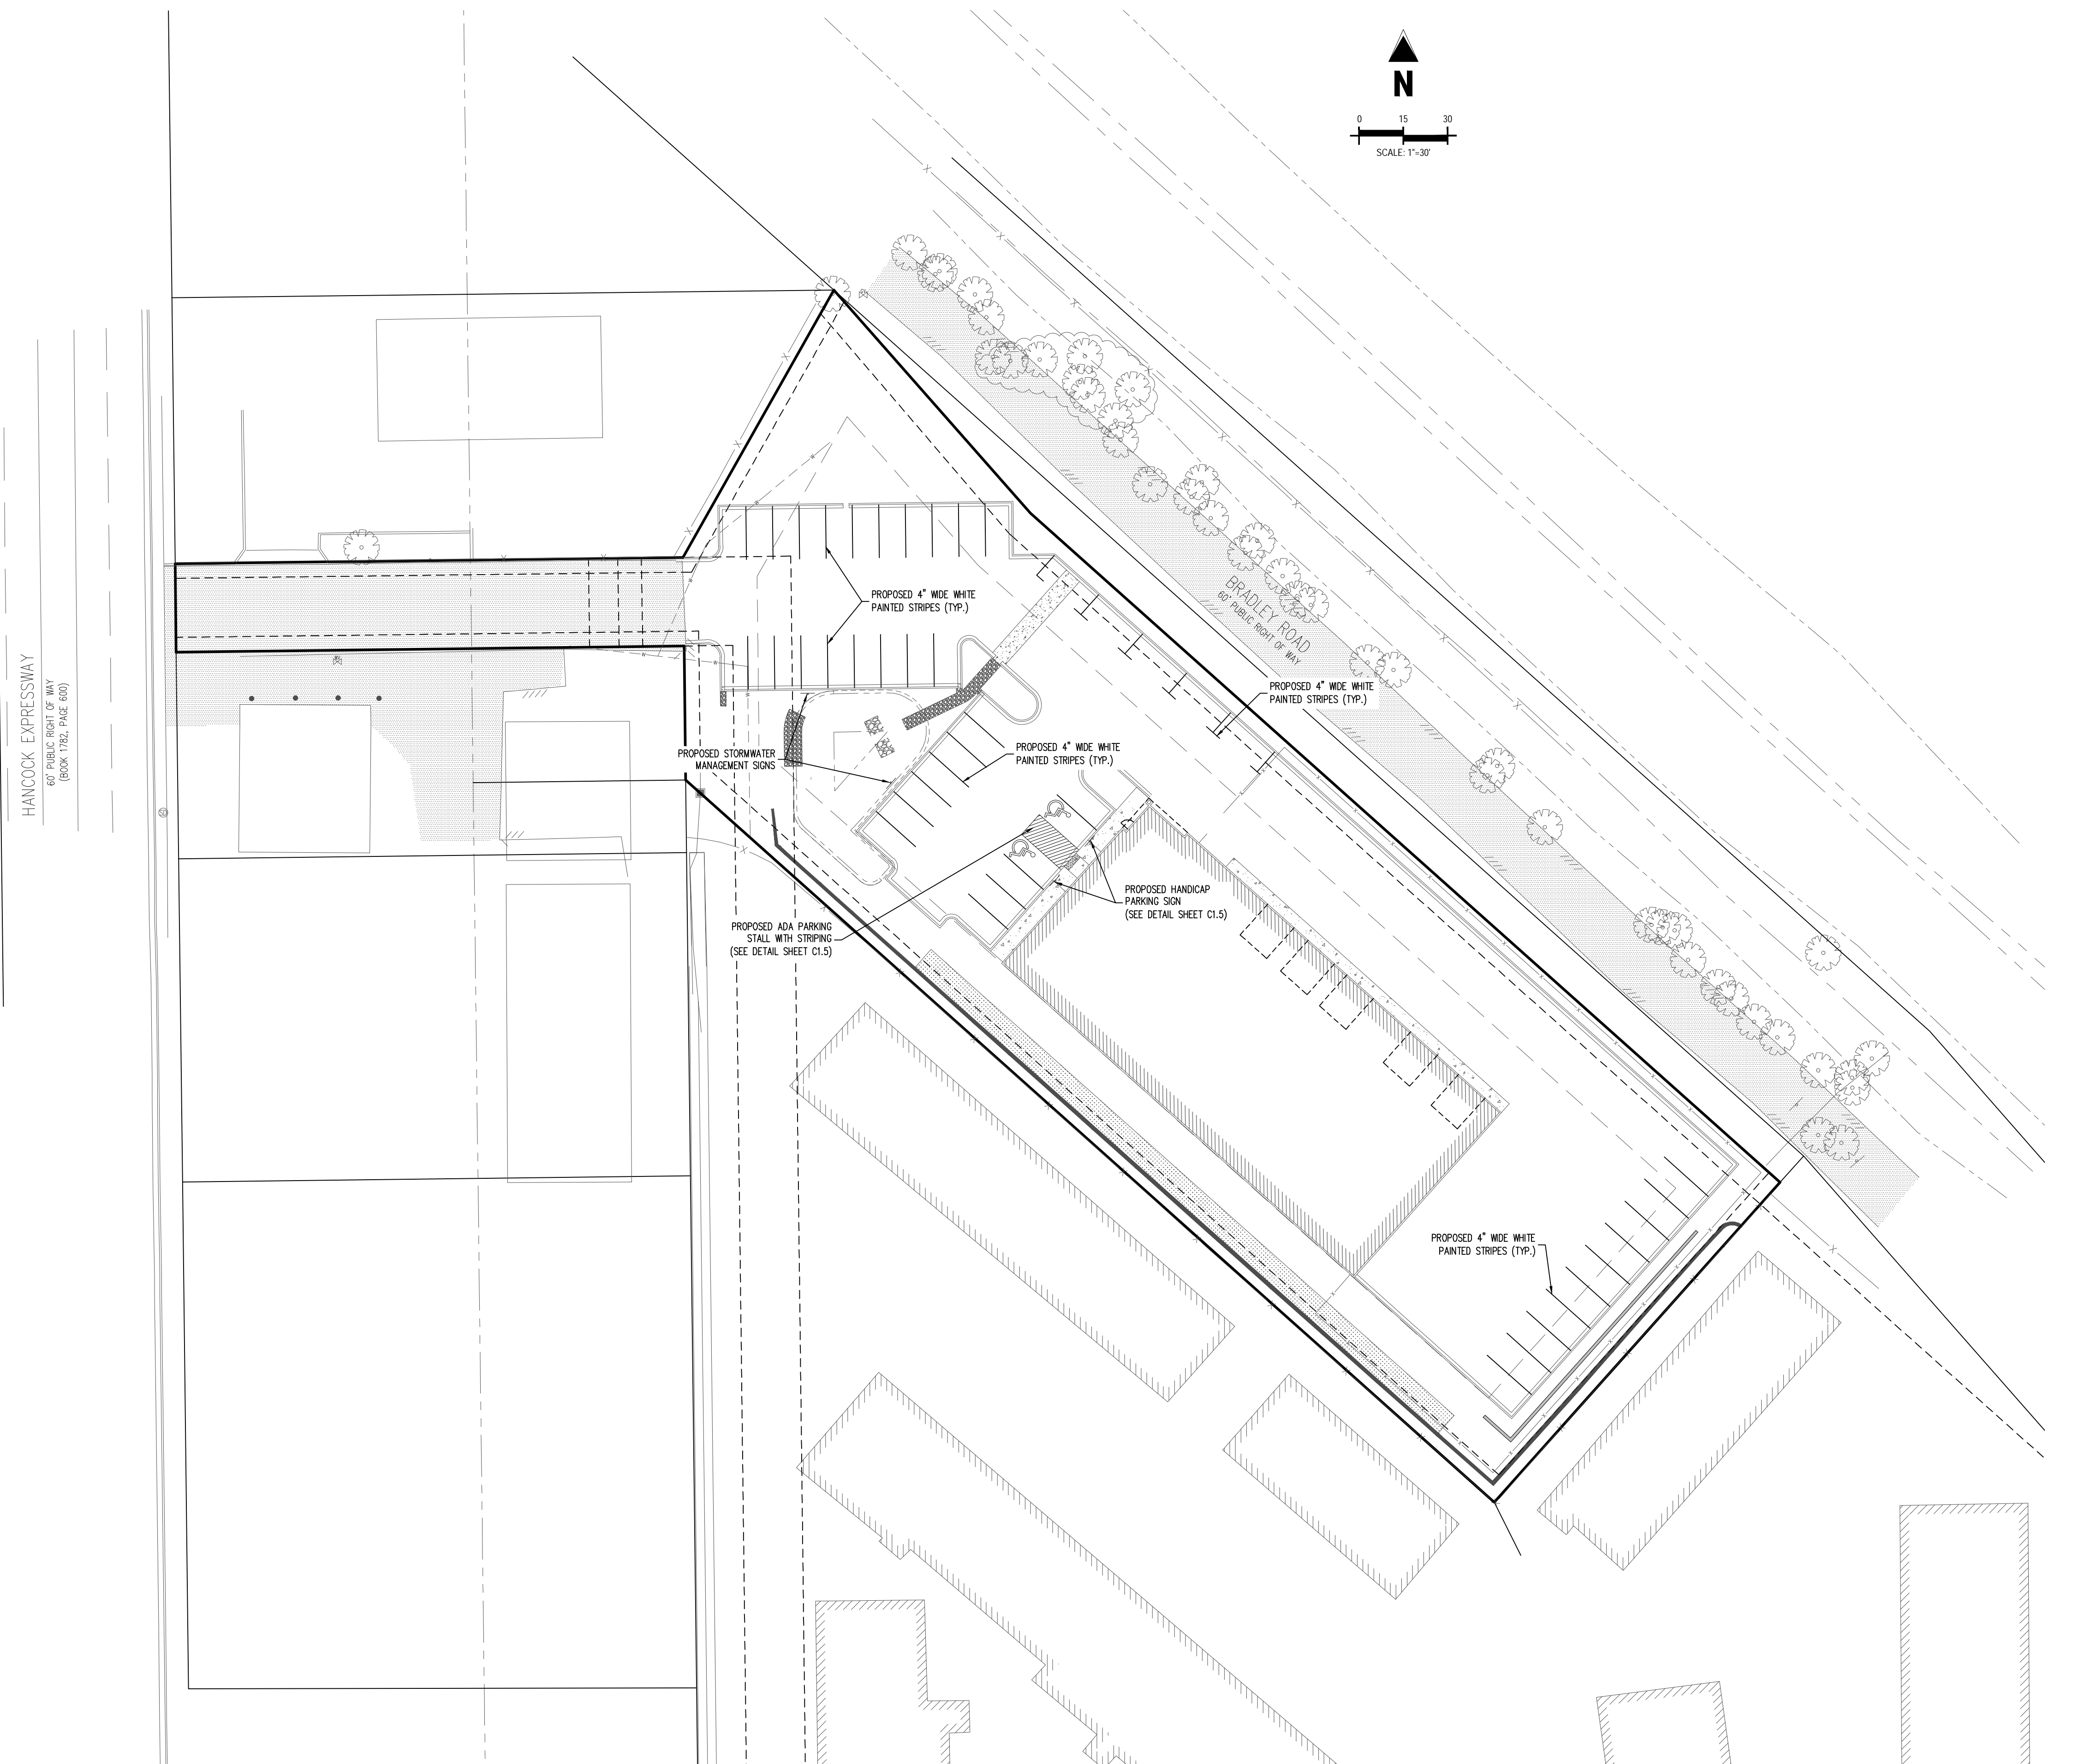 N
0 15 30
SCALE: 1"=30'
HANCOCK EXPRESSWAY
60' PUBLIC RIGHT OF WAY
(BOOK 1782, PAGE 600)
BRADLEY ROAD
60' PUBLIC RIGHT OF WAY
PROPOSED 4" WIDE WHITE
PAINTED STRIPES (TYP.)
PROPOSED 4" WIDE WHITE
PAINTED STRIPES (TYP.)
PROPOSED STORMWATER
MANAGEMENT SIGNS
PROPOSED 4" WIDE WHITE
PAINTED STRIPES (TYP.)
PROPOSED HANDICAP
PARKING SIGN
(SEE DETAIL SHEET C1.5)
PROPOSED ADA PARKING
STALL WITH STRIPING
(SEE DETAIL SHEET C1.5)
PROPOSED 4" WIDE WHITE
PAINTED STRIPES (TYP.)